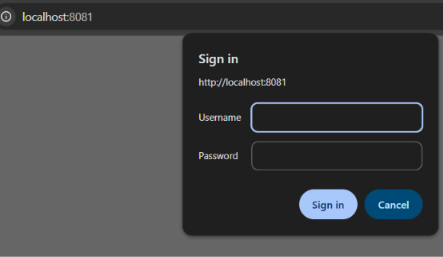 localhost:8081
Sign in
http://localhost:8081
Username
Password
Sign in Cancel